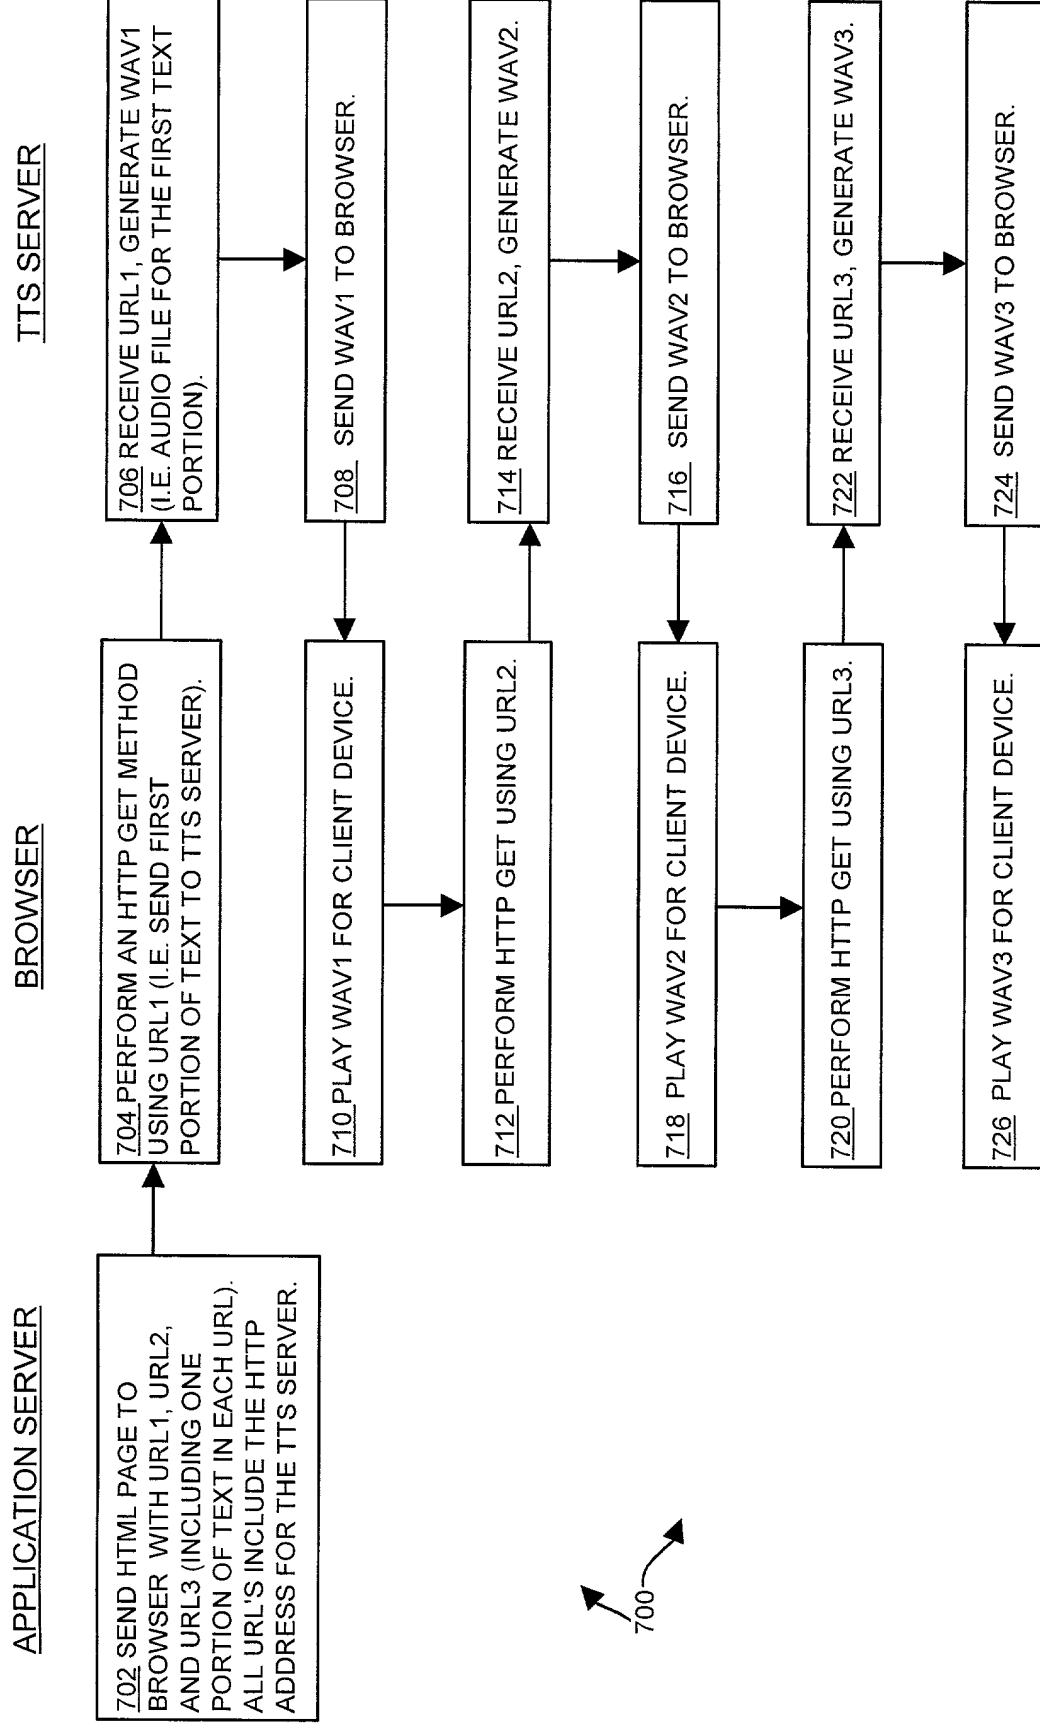 APPLICATION SERVER
BROWSER
TTS SERVER
702 SEND HTML PAGE TO
BROWSER WITH URL1, URL2,
AND URL3 (INCLUDING ONE
PORTION OF TEXT IN EACH URL).
ALL URL'S INCLUDE THE HTTP
ADDRESS FOR THE TTS SERVER.
704 PERFORM AN HTTP GET METHOD
USING URL1 (I.E. SEND FIRST
PORTION OF TEXT TO TTS SERVER).
706 RECEIVE URL1, GENERATE WAV1
(I.E. AUDIO FILE FOR THE FIRST TEXT
PORTION).
708 SEND WAV1 TO BROWSER.
710 PLAY WAV1 FOR CLIENT DEVICE.
712 PERFORM HTTP GET USING URL2.
714 RECEIVE URL2, GENERATE WAV2.
716 SEND WAV2 TO BROWSER.
718 PLAY WAV2 FOR CLIENT DEVICE.
720 PERFORM HTTP GET USING URL3.
722 RECEIVE URL3, GENERATE WAV3.
724 SEND WAV3 TO BROWSER.
726 PLAY WAV3 FOR CLIENT DEVICE.
700